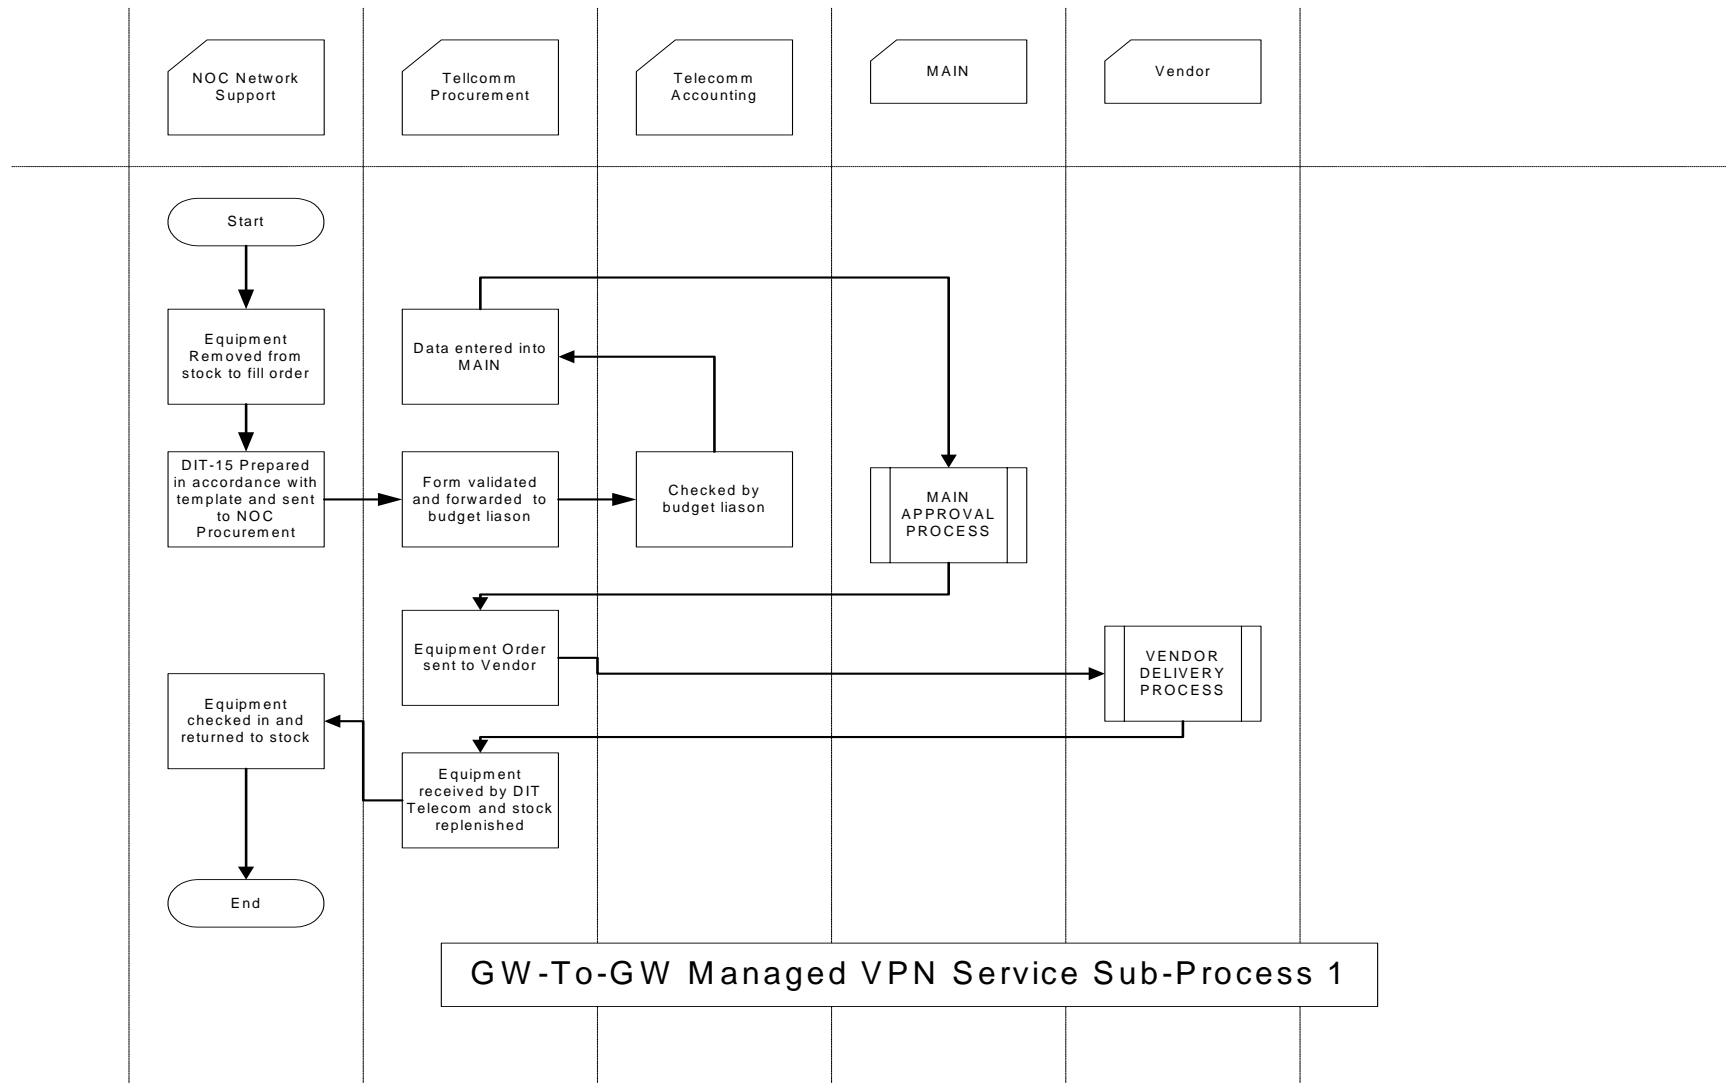 NOC Network
Support
Tellcomm
Procurement
Telecomm
Accounting
MAIN
Vendor
Start
Equipment
Removed from
stock to fill order
Data entered into
MAIN
DIT-15 Prepared
in accordance with
template and sent
to NOC
Procurement
Form validated
and forwarded to
budget liason
Checked by
budget liason
MAIN
APPROVAL
PROCESS
Equipment Order
sent to Vendor
VENDOR
DELIVERY
PROCESS
Equipment
checked in and
returned to stock
Equipment
received by DIT
Telecom and stock
replenished
End
GW-To-GW Managed VPN Service Sub-Process 1